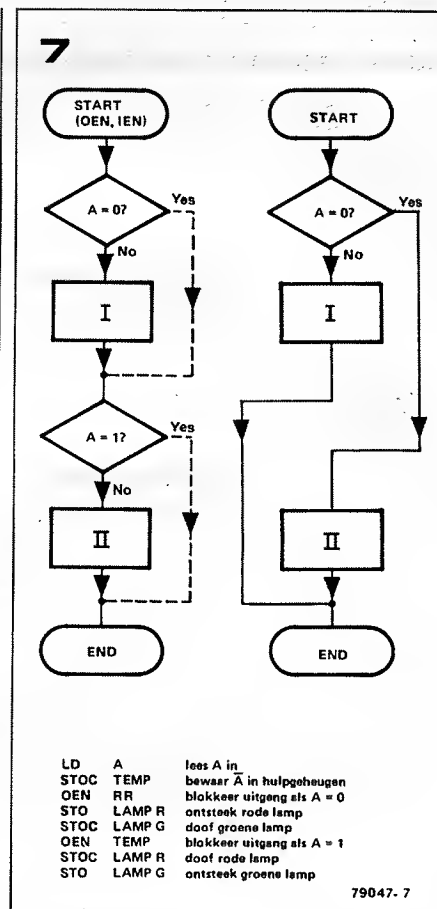 7
START
(OEN, IEN)
A = 0?
Yes
No
I
A = 1?
Yes
No
II
END
START
A = 0?
Yes
No
I
II
END
LD A lees A in
STOC TEMP bewaar A̅ in hulpgeheugen
OEN RR blokkeer uitgang als A = 0
STO LAMP R ontsteek rode lamp
STOC LAMP G doof groene lamp
OEN TEMP blokkeer uitgang als A = 1
STOC LAMP R doof rode lamp
STO LAMP G ontsteek groene lamp
79047- 7